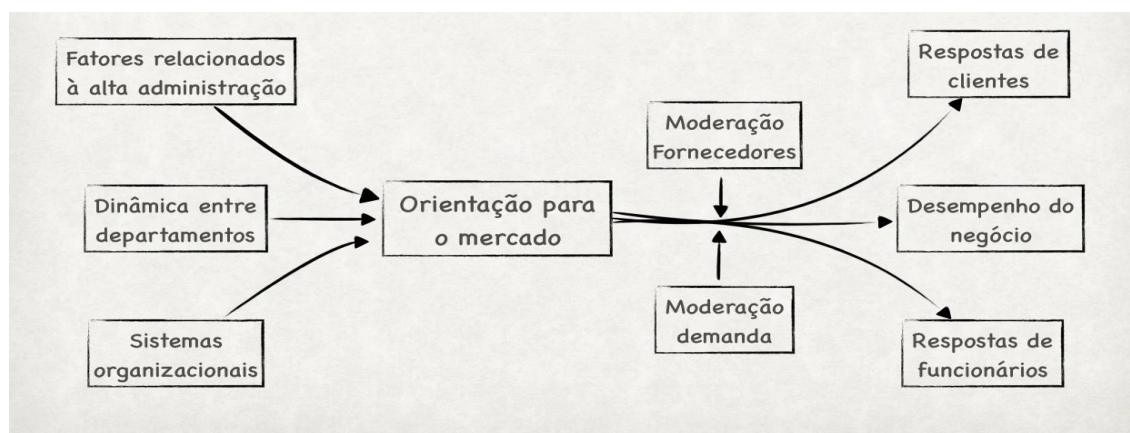 Fatores relacionados
à alta administração
Dinâmica entre
departamentos
Sistemas
organizacionais
Orientação para
o mercado
Moderação
Fornecedores
Moderação
demanda
Respostas de
clientes
Desempenho do
negócio
Respostas de
funcionários